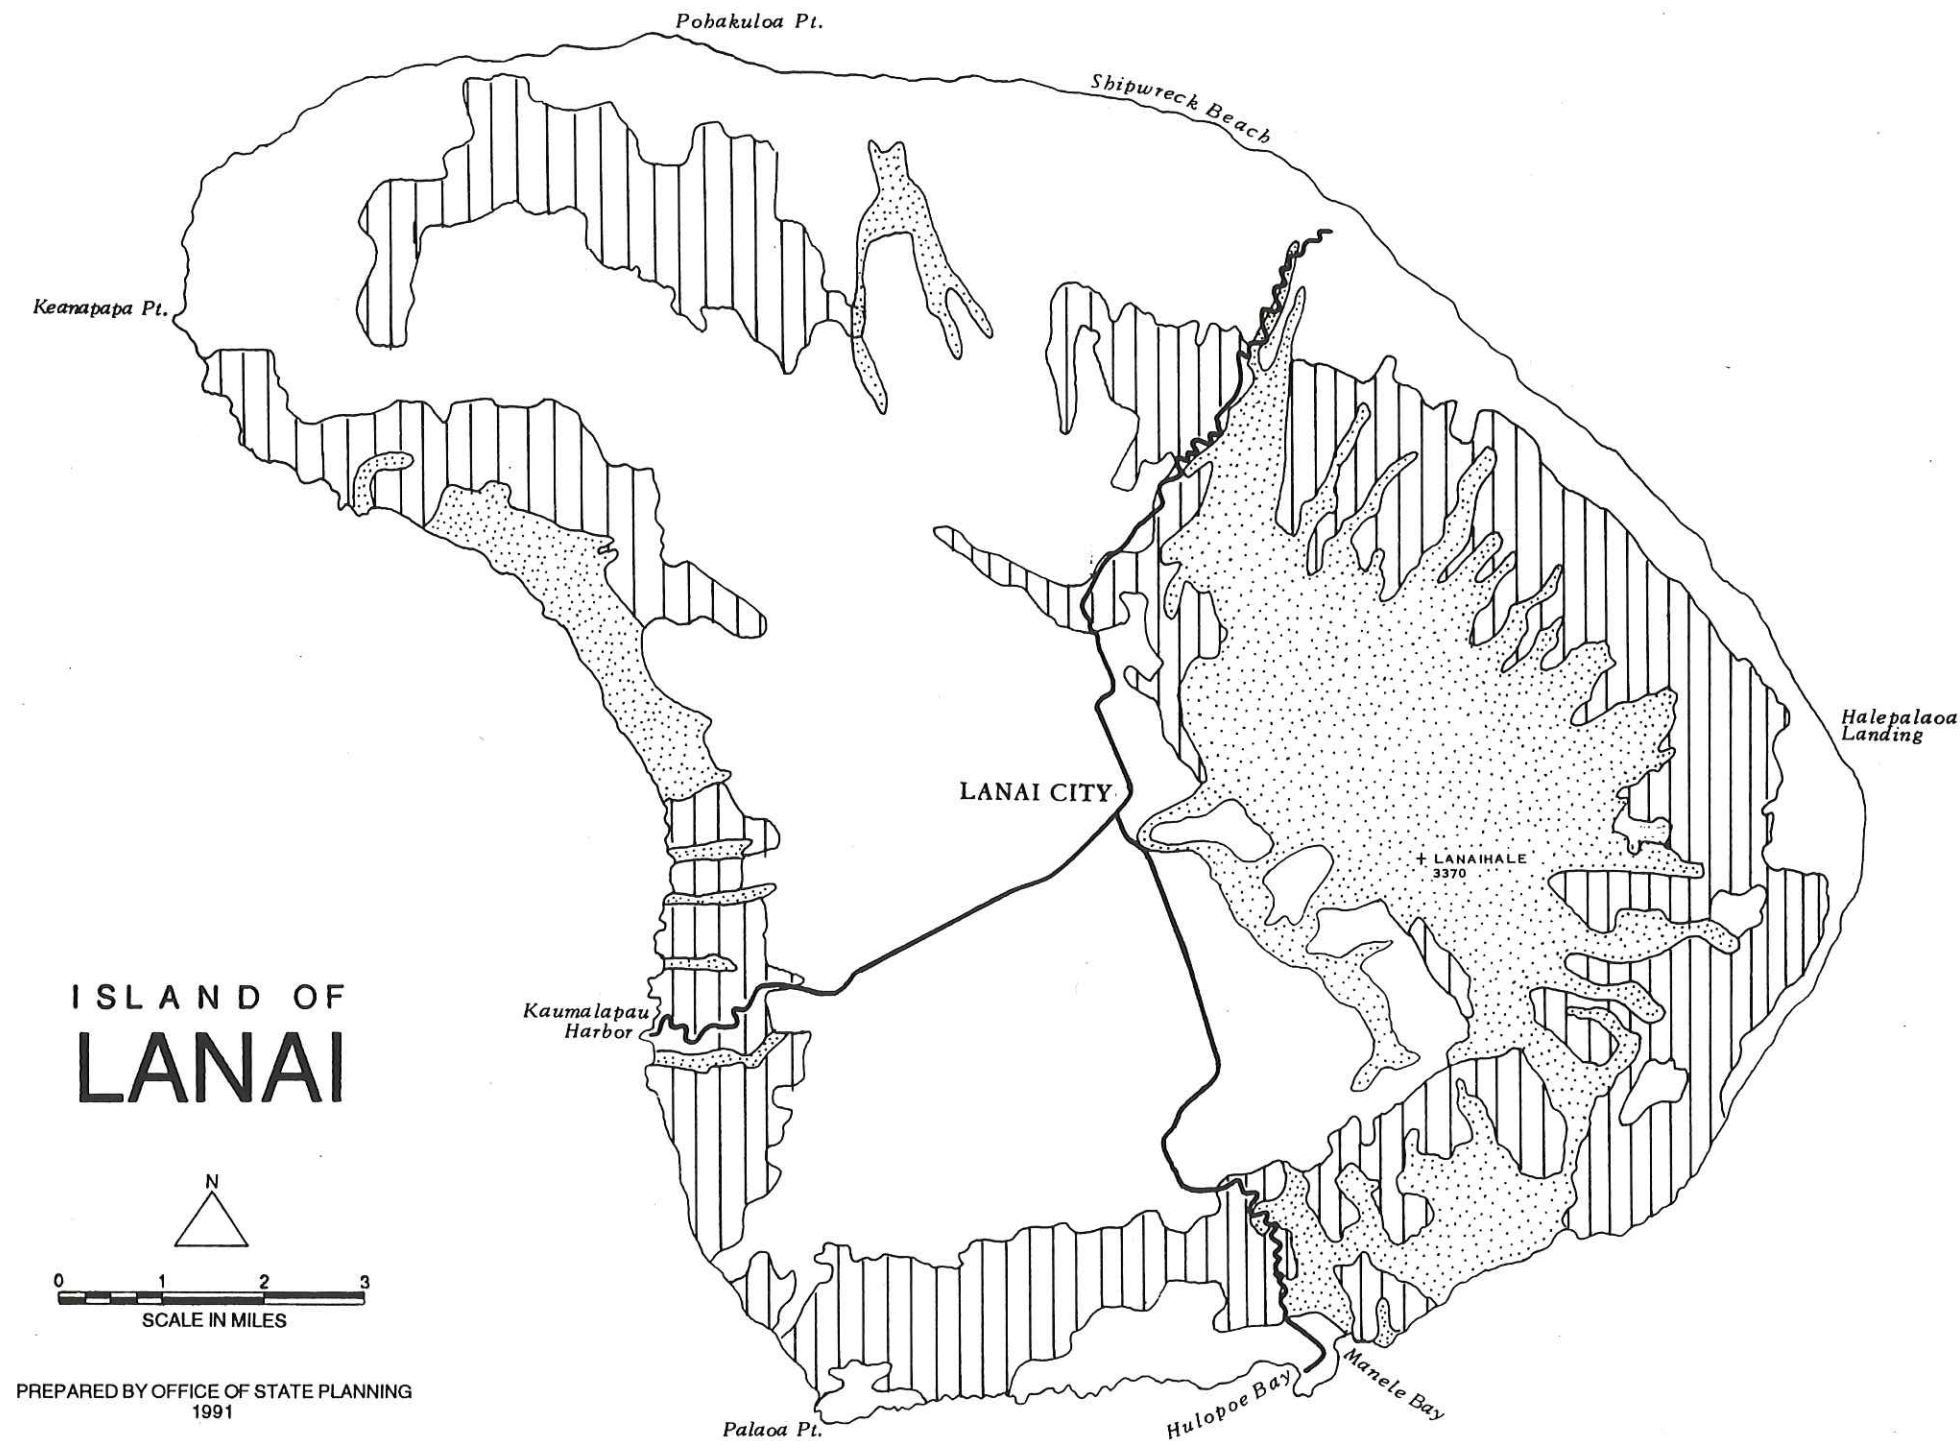 Pohakuloa Pt.
Shipwreck Beach
Keanapapa Pt.
Halepalaoa
Landing
LANAI CITY
+ LANAIHALE
3370
ISLAND OF
LANAI
Kaumalapau
Harbor
N
0 1 2 3
SCALE IN MILES
PREPARED BY OFFICE OF STATE PLANNING
1991
Palaoa Pt.
Hulopoe Bay
Manele Bay